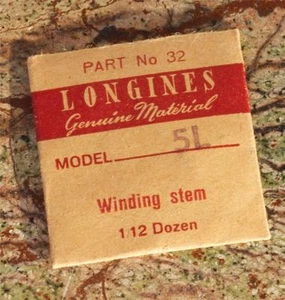 PART No 32
LONGINES
Genuine Material
MODEL 5L
Winding stem
1 12 Dozen